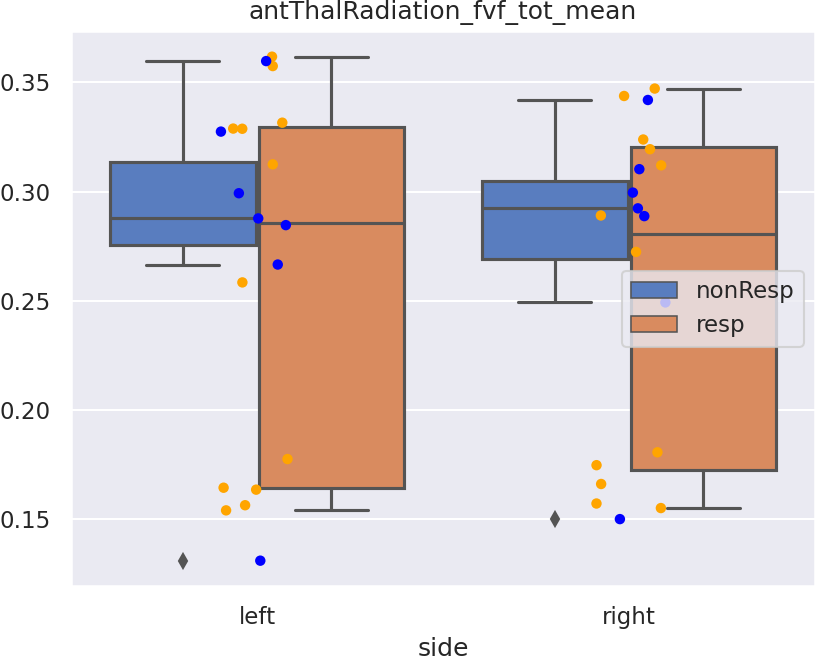 antThalRadiation_fvf_tot_mean
0.35
0.30
0.25
0.20
0.15
nonResp
resp
left
right
side